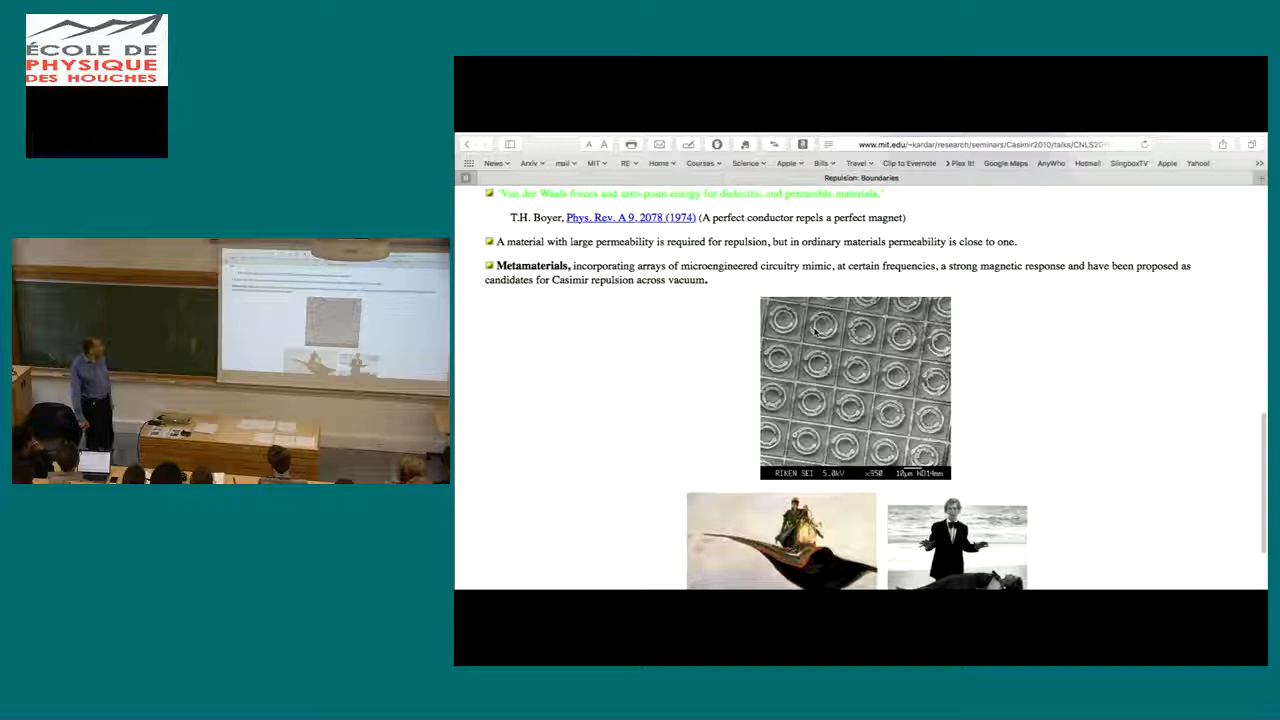 ÉCOLE DE
PHYSIQUE
DES HOUCHES
A A
www.mit.edu/~kardar/research/seminars/Casimir2010/talks/CNLS20
News Arxiv mail MIT RE Home Courses Science Apple Bills Travel Clip to Evernote > Plex It! Google Maps AnyWho Hotmail SlingboxTV Apple Yahoo! >>
Repulsion: Boundaries
"Van der Waals forces and zero-point energy for dielectric and permeable materials,"
T.H. Boyer, Phys. Rev. A 9, 2078 (1974) (A perfect conductor repels a perfect magnet)
A material with large permeability is required for repulsion, but in ordinary materials permeability is close to one.
Metamaterials, incorporating arrays of microengineered circuitry mimic, at certain frequencies, a strong magnetic response and have been proposed as
candidates for Casimir repulsion across vacuum.
RIKEN SEI 5.0kV ×950 10μm WD14mm